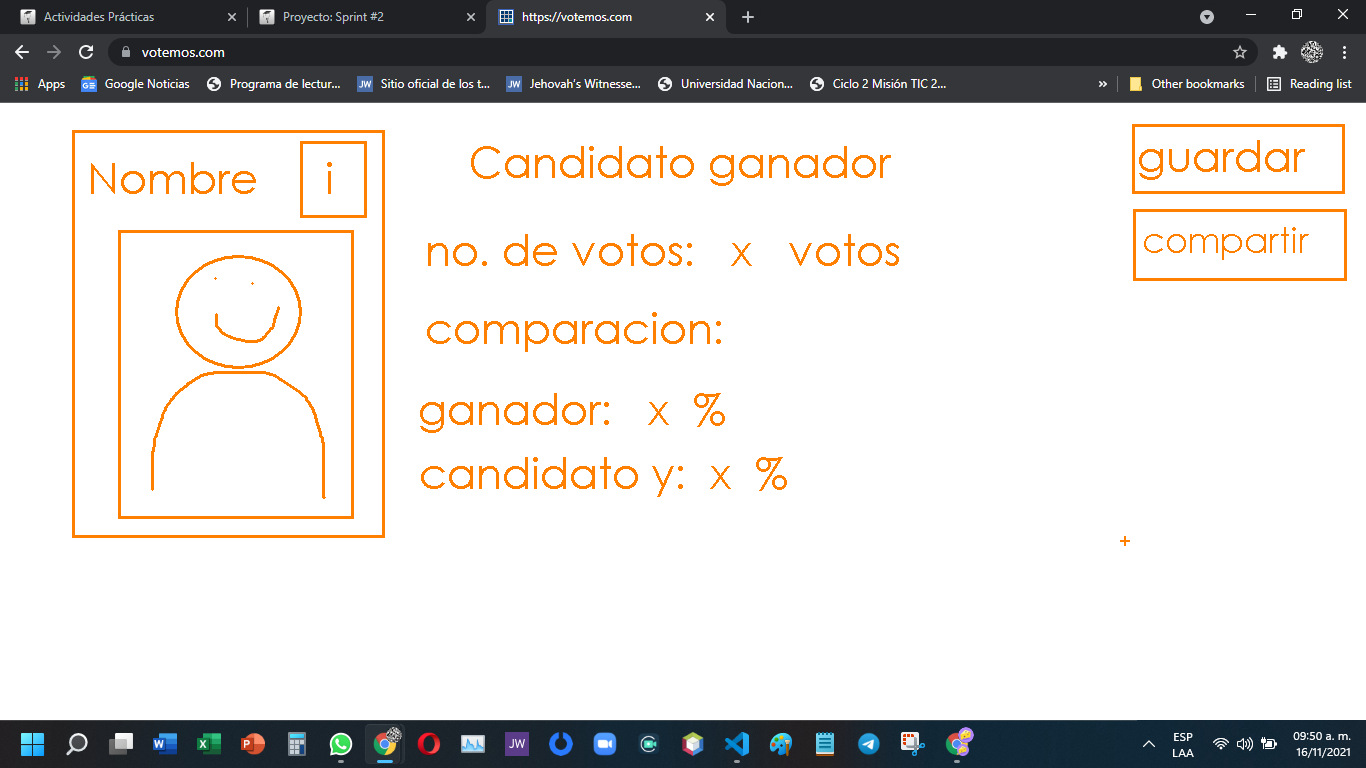 Actividades Prácticas
Proyecto: Sprint #2
https://votemos.com
votemos.com
Apps
Google Noticias
Programa de lectur...
Sitio oficial de los t...
Jehovah's Witnesse...
Universidad Nacion...
Ciclo 2 Misión TIC 2...
»
Other bookmarks
Reading list
Nombre i
Candidato ganador
guardar
no. de votos: x votos
compartir
comparacion:
ganador: x %
candidato y: x %
ESP
LAA
09:50 a. m.
16/11/2021